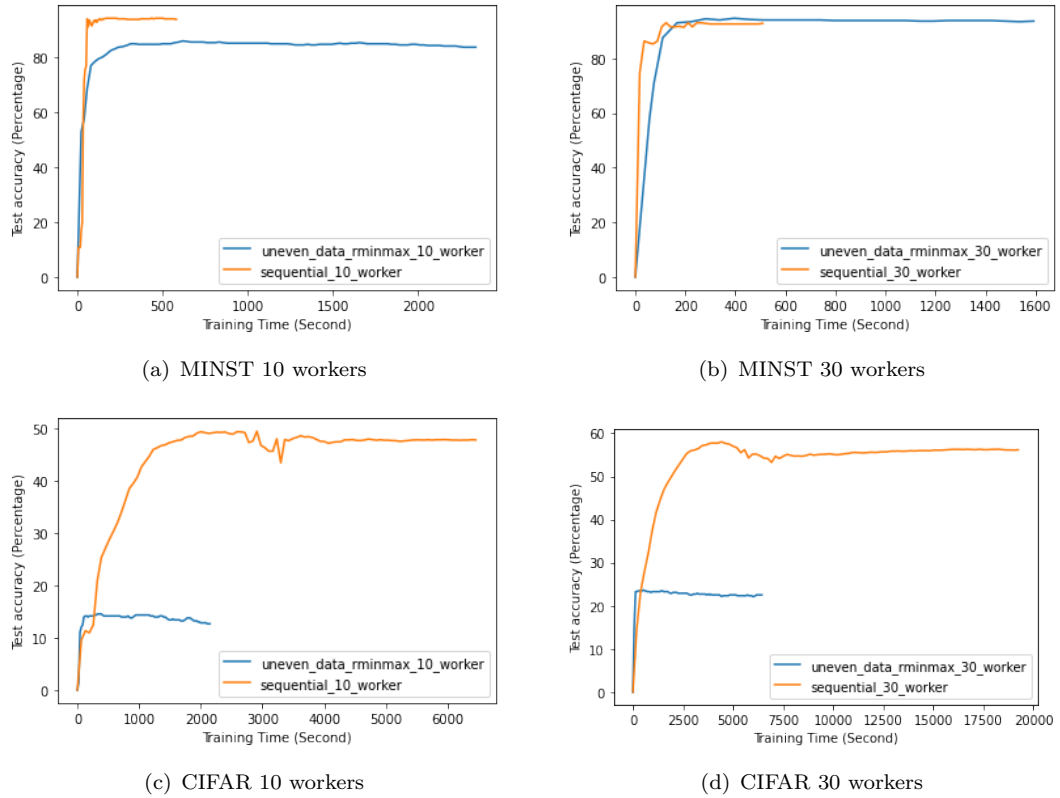 80
60
40
20
0
Test accuracy (Percentage)
uneven_data_rminmax_10_worker
sequential_10_worker
0 500 1000 1500 2000
Training Time (Second)
(a) MINST 10 workers
80
60
40
20
0
Test accuracy (Percentage)
uneven_data_rminmax_30_worker
sequential_30_worker
0 200 400 600 800 1000 1200 1400 1600
Training Time (Second)
(b) MINST 30 workers
50
40
30
20
10
0
Test accuracy (Percentage)
uneven_data_rminmax_10_worker
sequential_10_worker
0 1000 2000 3000 4000 5000 6000
Training Time (Second)
(c) CIFAR 10 workers
60
50
40
30
20
10
0
Test accuracy (Percentage)
uneven_data_rminmax_30_worker
sequential_30_worker
0 2500 5000 7500 10000 12500 15000 17500 20000
Training Time (Second)
(d) CIFAR 30 workers